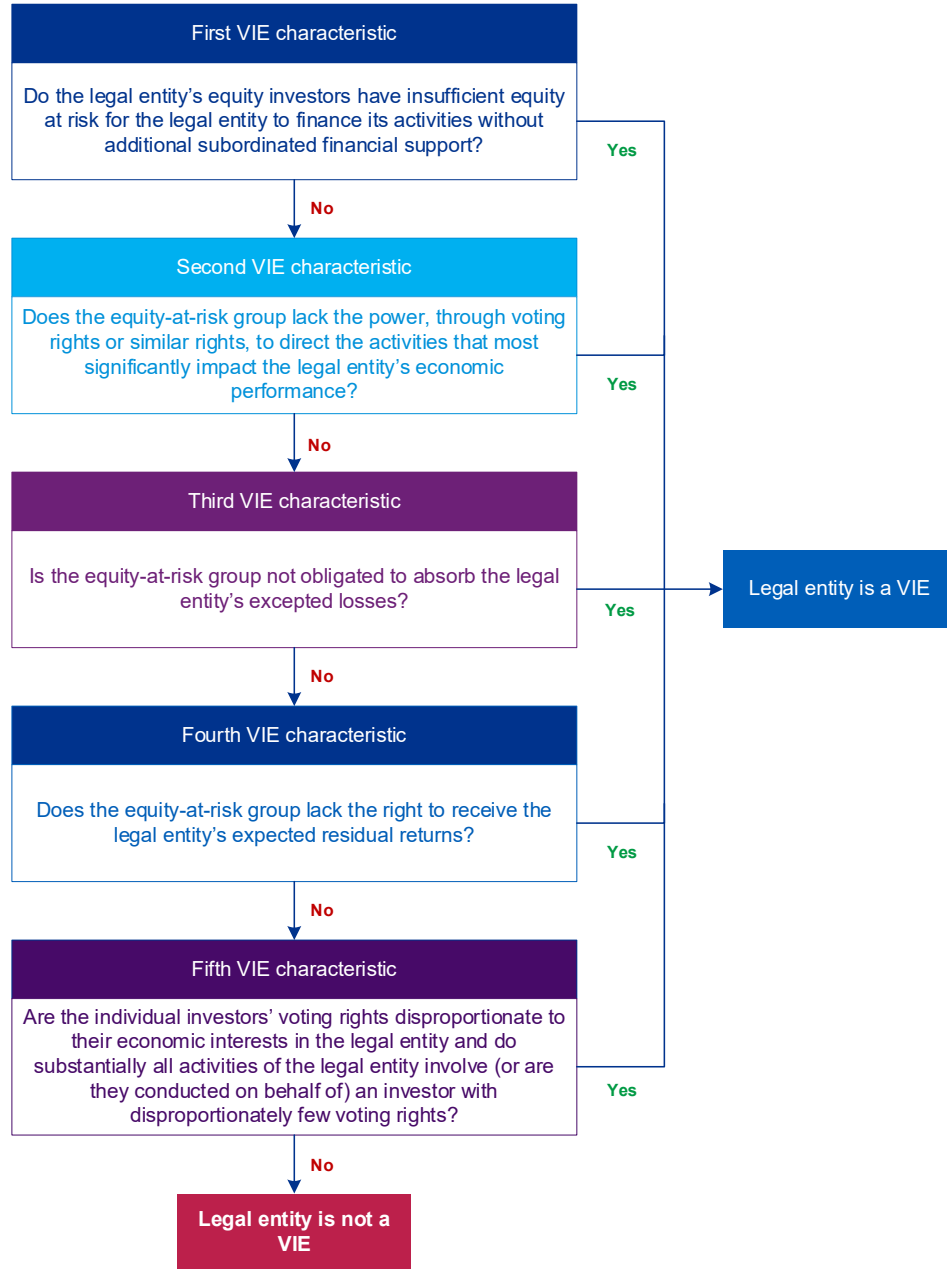 First VIE characteristic
Do the legal entity's equity investors have insufficient equity
at risk for the legal entity to finance its activities without
additional subordinated financial support?
Yes
No
Second VIE characteristic
Does the equity-at-risk group lack the power, through voting
rights or similar rights, to direct the activities that most
significantly impact the legal entity's economic
performance?
Yes
No
Third VIE characteristic
Is the equity-at-risk group not obligated to absorb the legal
entity's excepted losses?
Yes
Legal entity is a VIE
No
Fourth VIE characteristic
Does the equity-at-risk group lack the right to receive the
legal entity's expected residual returns?
Yes
No
Fifth VIE characteristic
Are the individual investors' voting rights disproportionate to
their economic interests in the legal entity and do
substantially all activities of the legal entity involve (or are
they conducted on behalf of) an investor with
disproportionately few voting rights?
Yes
No
Legal entity is not a
VIE